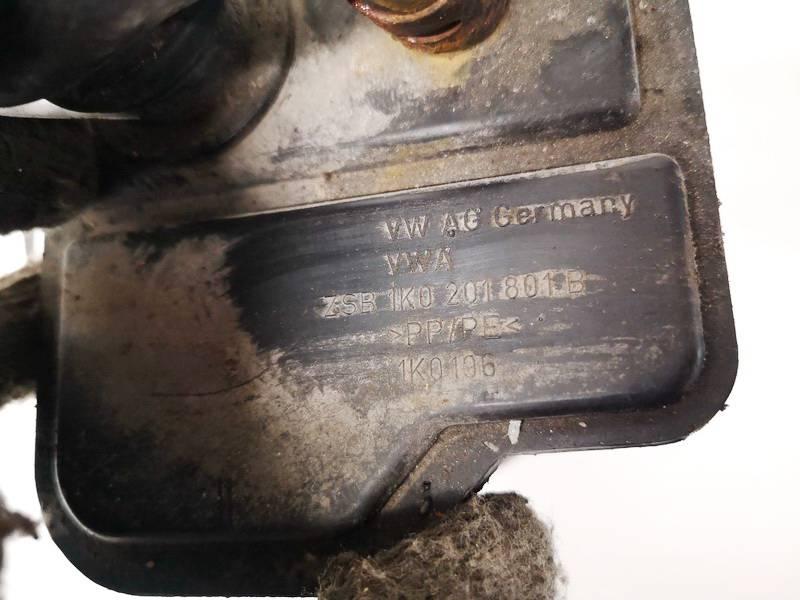 VW AG Germany
VWA
ZSB 1K0 201 801 B
>PP/PE<
1K0196